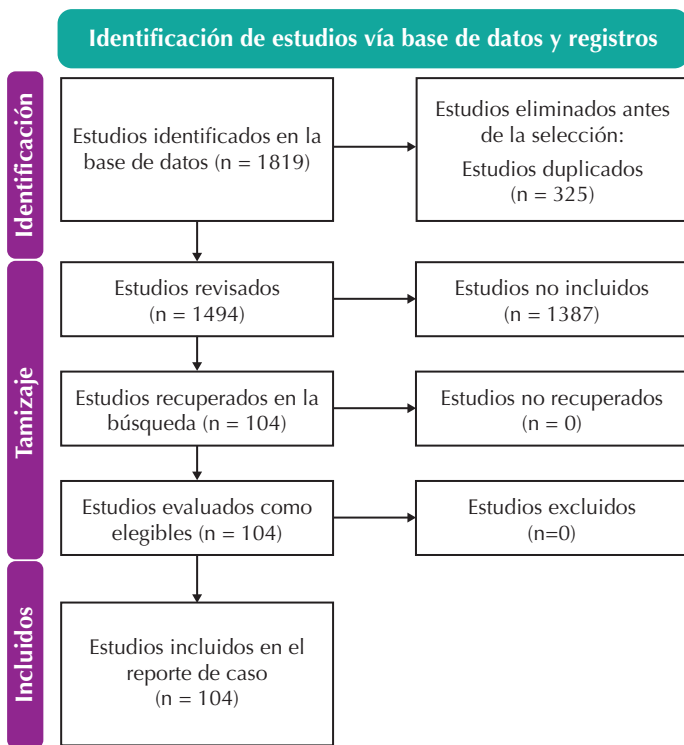 Identificación de estudios vía base de datos y registros
Identificación
Estudios identificados en la
base de datos (n = 1819)
Estudios eliminados antes
de la selección:
Estudios duplicados
(n = 325)
Tamizaje
Estudios revisados
(n = 1494)
Estudios no incluidos
(n = 1387)
Estudios recuperados en la
búsqueda (n = 104)
Estudios no recuperados
(n = 0)
Estudios evaluados como
elegibles (n = 104)
Estudios excluidos
(n=0)
Incluidos
Estudios incluidos en el
reporte de caso
(n = 104)